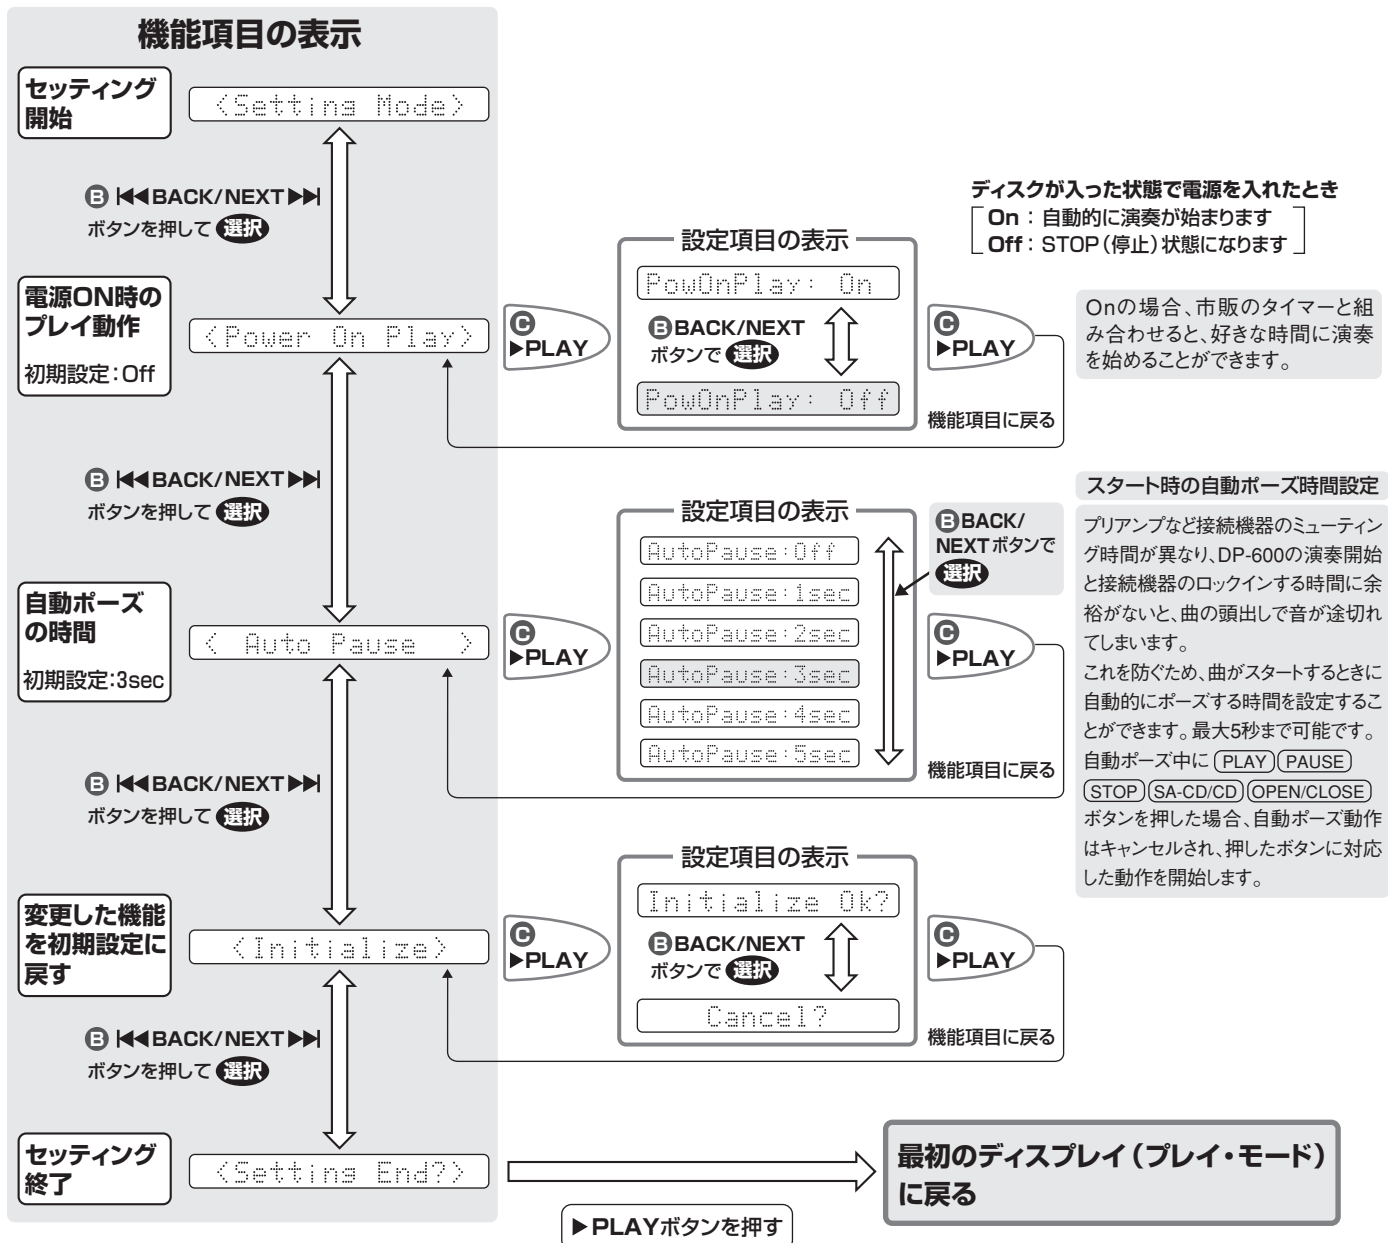 機能項目の表示
セッティング
開始
<Setting Mode>
B ⏮BACK/NEXT⏭
ボタンを押して 選択
ディスクが入った状態で電源を入れたとき
On : 自動的に演奏が始まります
Off : STOP(停止)状態になります
電源ON時の
プレイ動作
初期設定:Off
<Power On Play>
C
▶PLAY
設定項目の表示
PowOnPlay: On
B BACK/NEXT
ボタンで 選択
PowOnPlay: Off
C
▶PLAY
機能項目に戻る
Onの場合、市販のタイマーと組
み合わせると、好きな時間に演奏
を始めることができます。
B ⏮BACK/NEXT⏭
ボタンを押して 選択
自動ポーズ
の時間
初期設定:3sec
< Auto Pause >
C
▶PLAY
設定項目の表示
AutoPause:Off
AutoPause:1sec
AutoPause:2sec
AutoPause:3sec
AutoPause:4sec
AutoPause:5sec
B BACK/
NEXTボタンで
選択
C
▶PLAY
機能項目に戻る
スタート時の自動ポーズ時間設定
プリアンプなど接続機器のミューティン
グ時間が異なり、DP-600の演奏開始
と接続機器のロックインする時間に余
裕がないと、曲の頭出しで音が途切れ
てしまいます。
これを防ぐため、曲がスタートするときに
自動的にポーズする時間を設定するこ
とができます。最大5秒まで可能です。
自動ポーズ中に PLAY PAUSE
STOP SA-CD/CD OPEN/CLOSE
ボタンを押した場合、自動ポーズ動作
はキャンセルされ、押したボタンに対応
した動作を開始します。
B ⏮BACK/NEXT⏭
ボタンを押して 選択
変更した機能
を初期設定に
戻す
<Initialize>
C
▶PLAY
設定項目の表示
Initialize Ok?
B BACK/NEXT
ボタンで 選択
Cancel?
C
▶PLAY
機能項目に戻る
B ⏮BACK/NEXT⏭
ボタンを押して 選択
セッティング
終了
<Setting End?>
▶PLAYボタンを押す
最初のディスプレイ(プレイ・モード)
に戻る